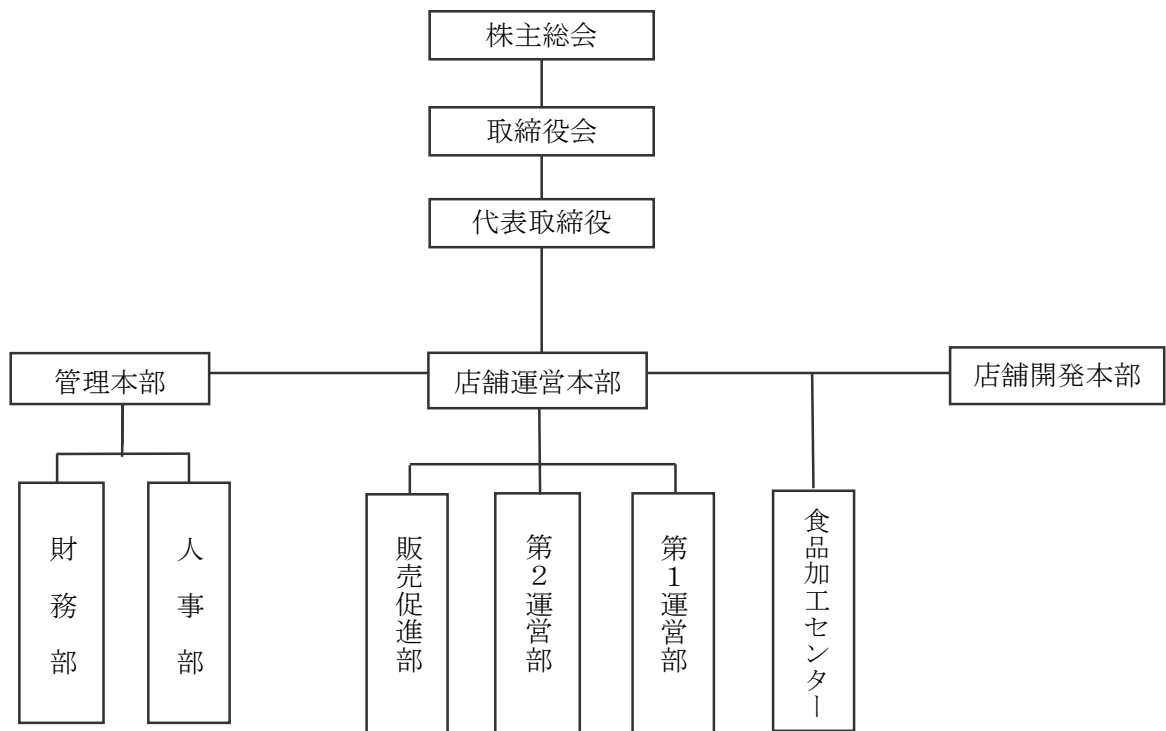 株主総会
取締役会
代表取締役
管理本部
店舗運営本部
店舗開発本部
財務部
人事部
販売促進部
第2運営部
第1運営部
食品加工センター